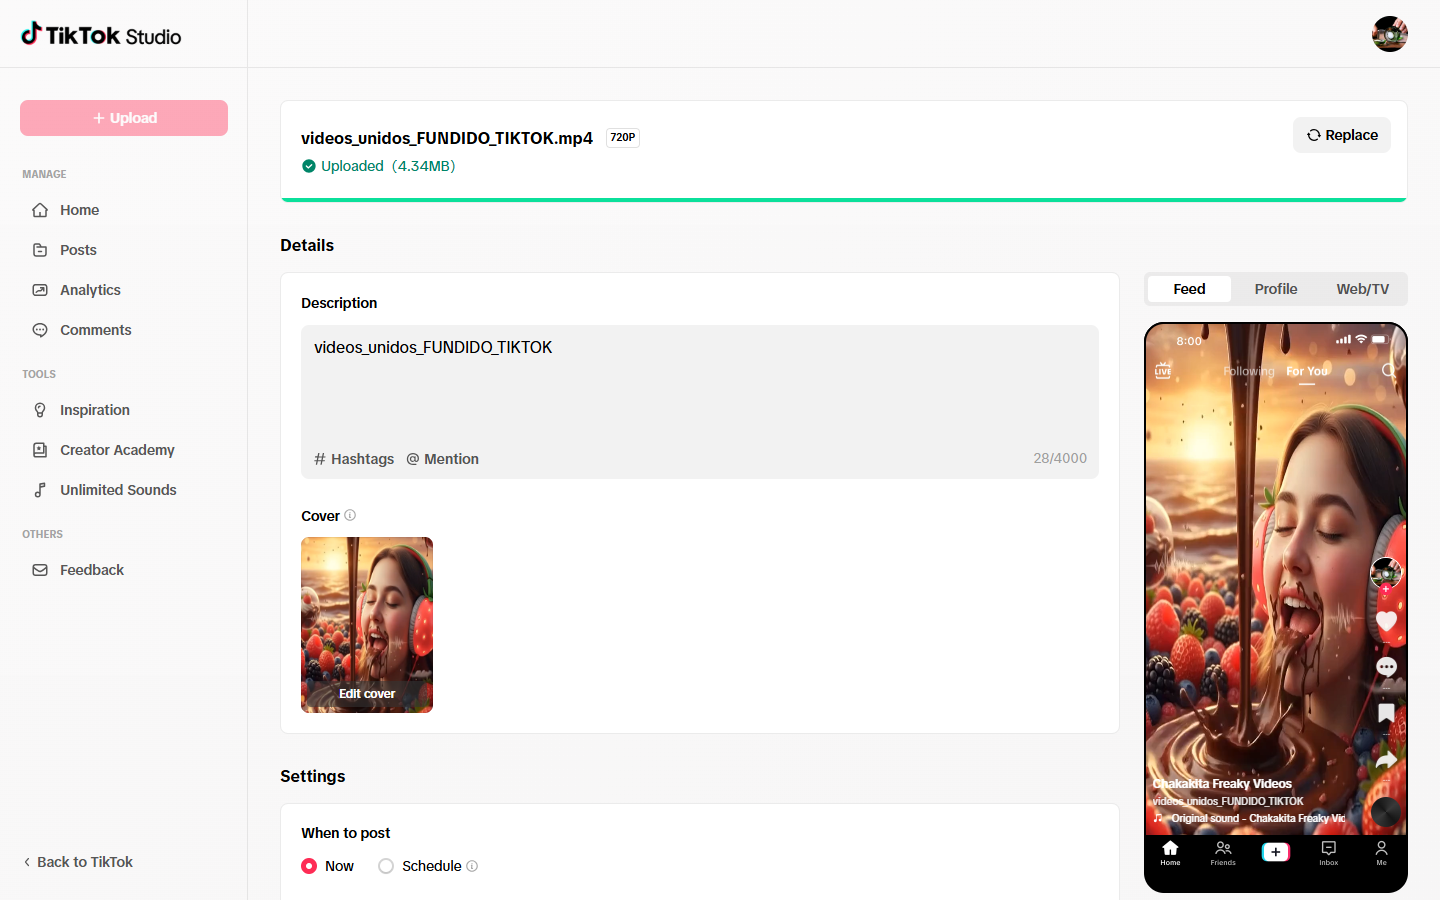 TikTok Studio
+ Upload
MANAGE
Home
Posts
Analytics
Comments
TOOLS
Inspiration
Creator Academy
Unlimited Sounds
OTHERS
Feedback
Back to TikTok
videos_unidos_FUNDIDO_TIKTOK.mp4 720P
Uploaded (4.34MB)
Replace
Details
Description
videos_unidos_FUNDIDO_TIKTOK
# Hashtags @ Mention 28/4000
Cover
Edit cover
Settings
When to post
Now Schedule
Feed Profile Web/TV
8:00
LIVE Following For You
Chakakita Freaky Videos
videos_unidos_FUNDIDO_TIKTOK
Original sound - Chakakita Freaky Vid
Home Friends Inbox Me